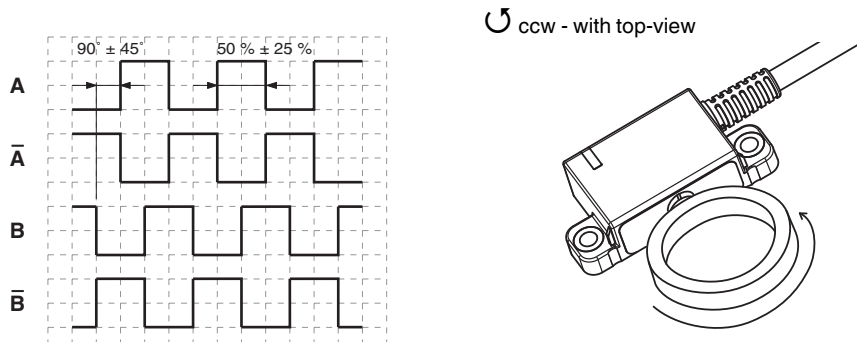 ↺ ccw - with top-view
90° ± 45° 50 % ± 25 %
A
A̅
B
B̅